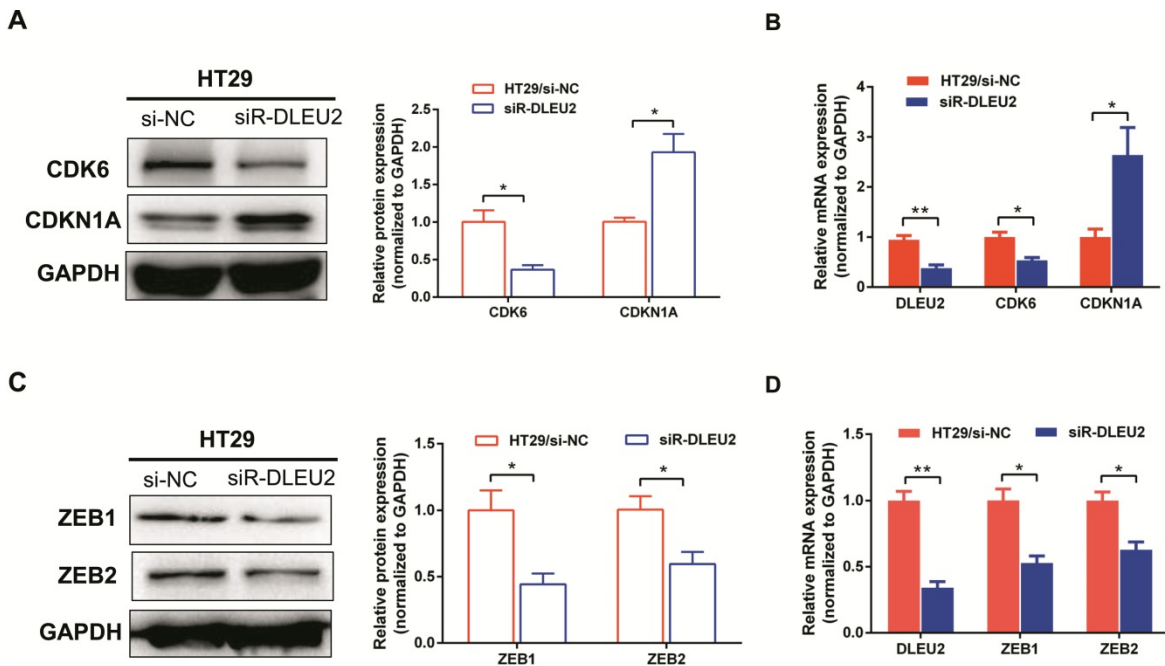 A
HT29
si-NC siR-DLEU2
CDK6
CDKN1A
GAPDH
Relative protein expression
(normalized to GAPDH)
HT29/si-NC
siR-DLEU2
2.5
2.0
1.5
1.0
0.5
0.0
*
*
CDK6 CDKN1A
B
Relative mRNA expression
(normalized to GAPDH)
HT29/si-NC
siR-DLEU2
6
4
2
0
**
*
*
DLEU2 CDK6 CDKN1A
C
HT29
si-NC siR-DLEU2
ZEB1
ZEB2
GAPDH
Relative protein expression
(normalized to GAPDH)
HT29/si-NC siR-DLEU2
1.5
1.0
0.5
0.0
*
*
ZEB1 ZEB2
D
Relative mRNA expression
(normalized to GAPDH)
HT29/si-NC siR-DLEU2
1.5
1.0
0.5
0.0
**
*
*
DLEU2 ZEB1 ZEB2